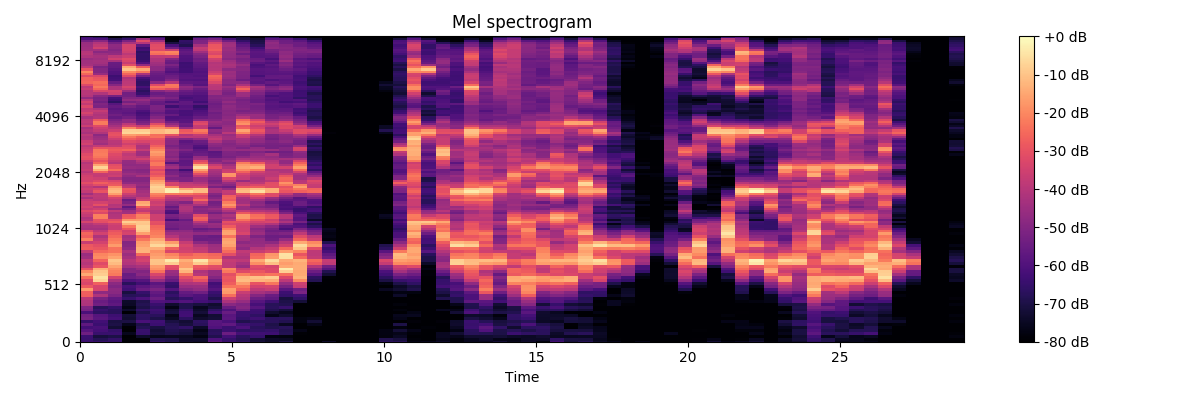 Mel spectrogram
Hz
8192
4096
2048
1024
512
0
0 5 10 15 20 25
Time
+0 dB
-10 dB
-20 dB
-30 dB
-40 dB
-50 dB
-60 dB
-70 dB
-80 dB